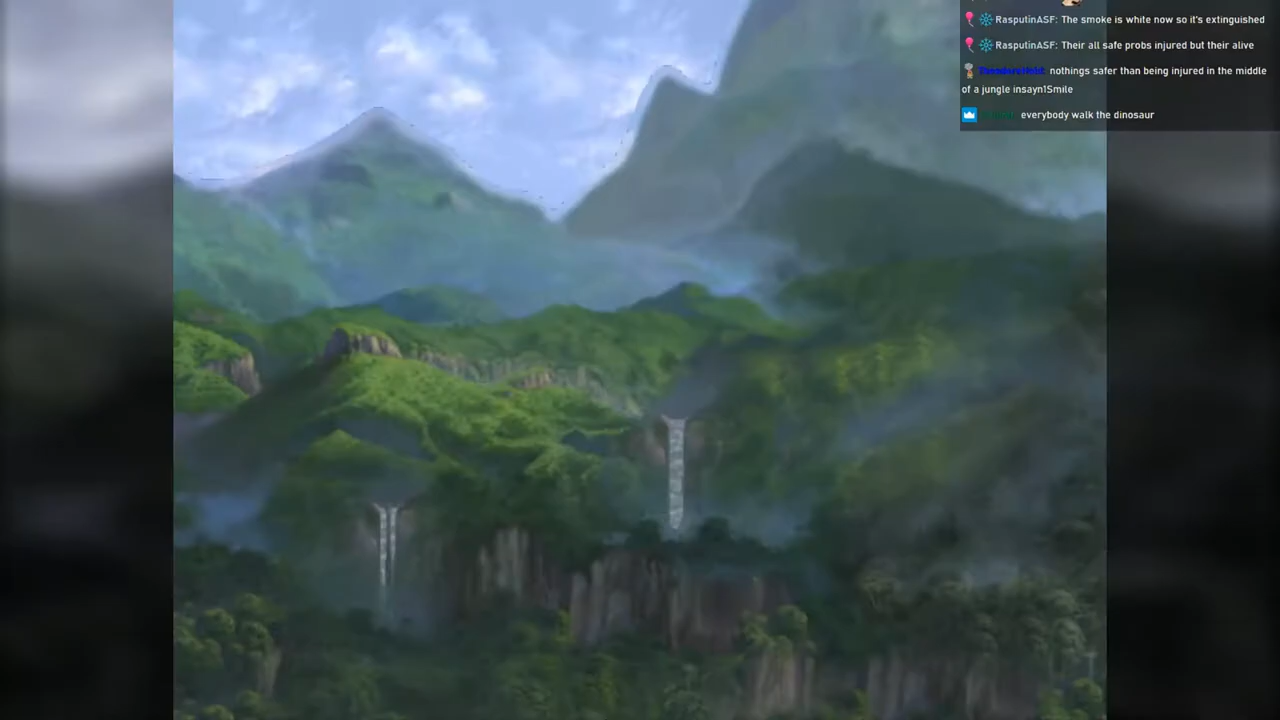 RasputinASF: The smoke is white now so it's extinguished
RasputinASF: Their all safe probs injured but their alive
nothings safer than being injured in the middle
of a jungle insayn1Smile
everybody walk the dinosaur